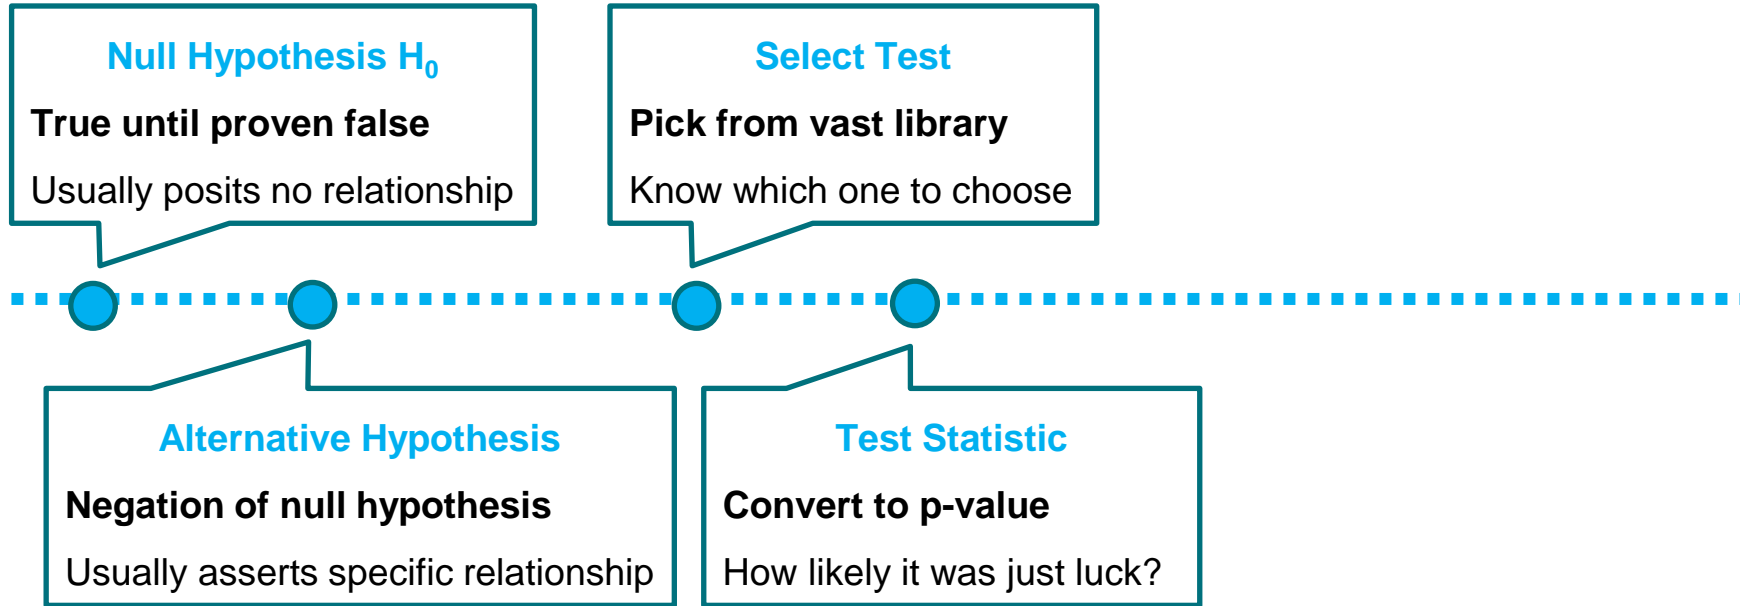 Null Hypothesis H₀
True until proven false
Usually posits no relationship
Select Test
Pick from vast library
Know which one to choose
Alternative Hypothesis
Negation of null hypothesis
Usually asserts specific relationship
Test Statistic
Convert to p-value
How likely it was just luck?